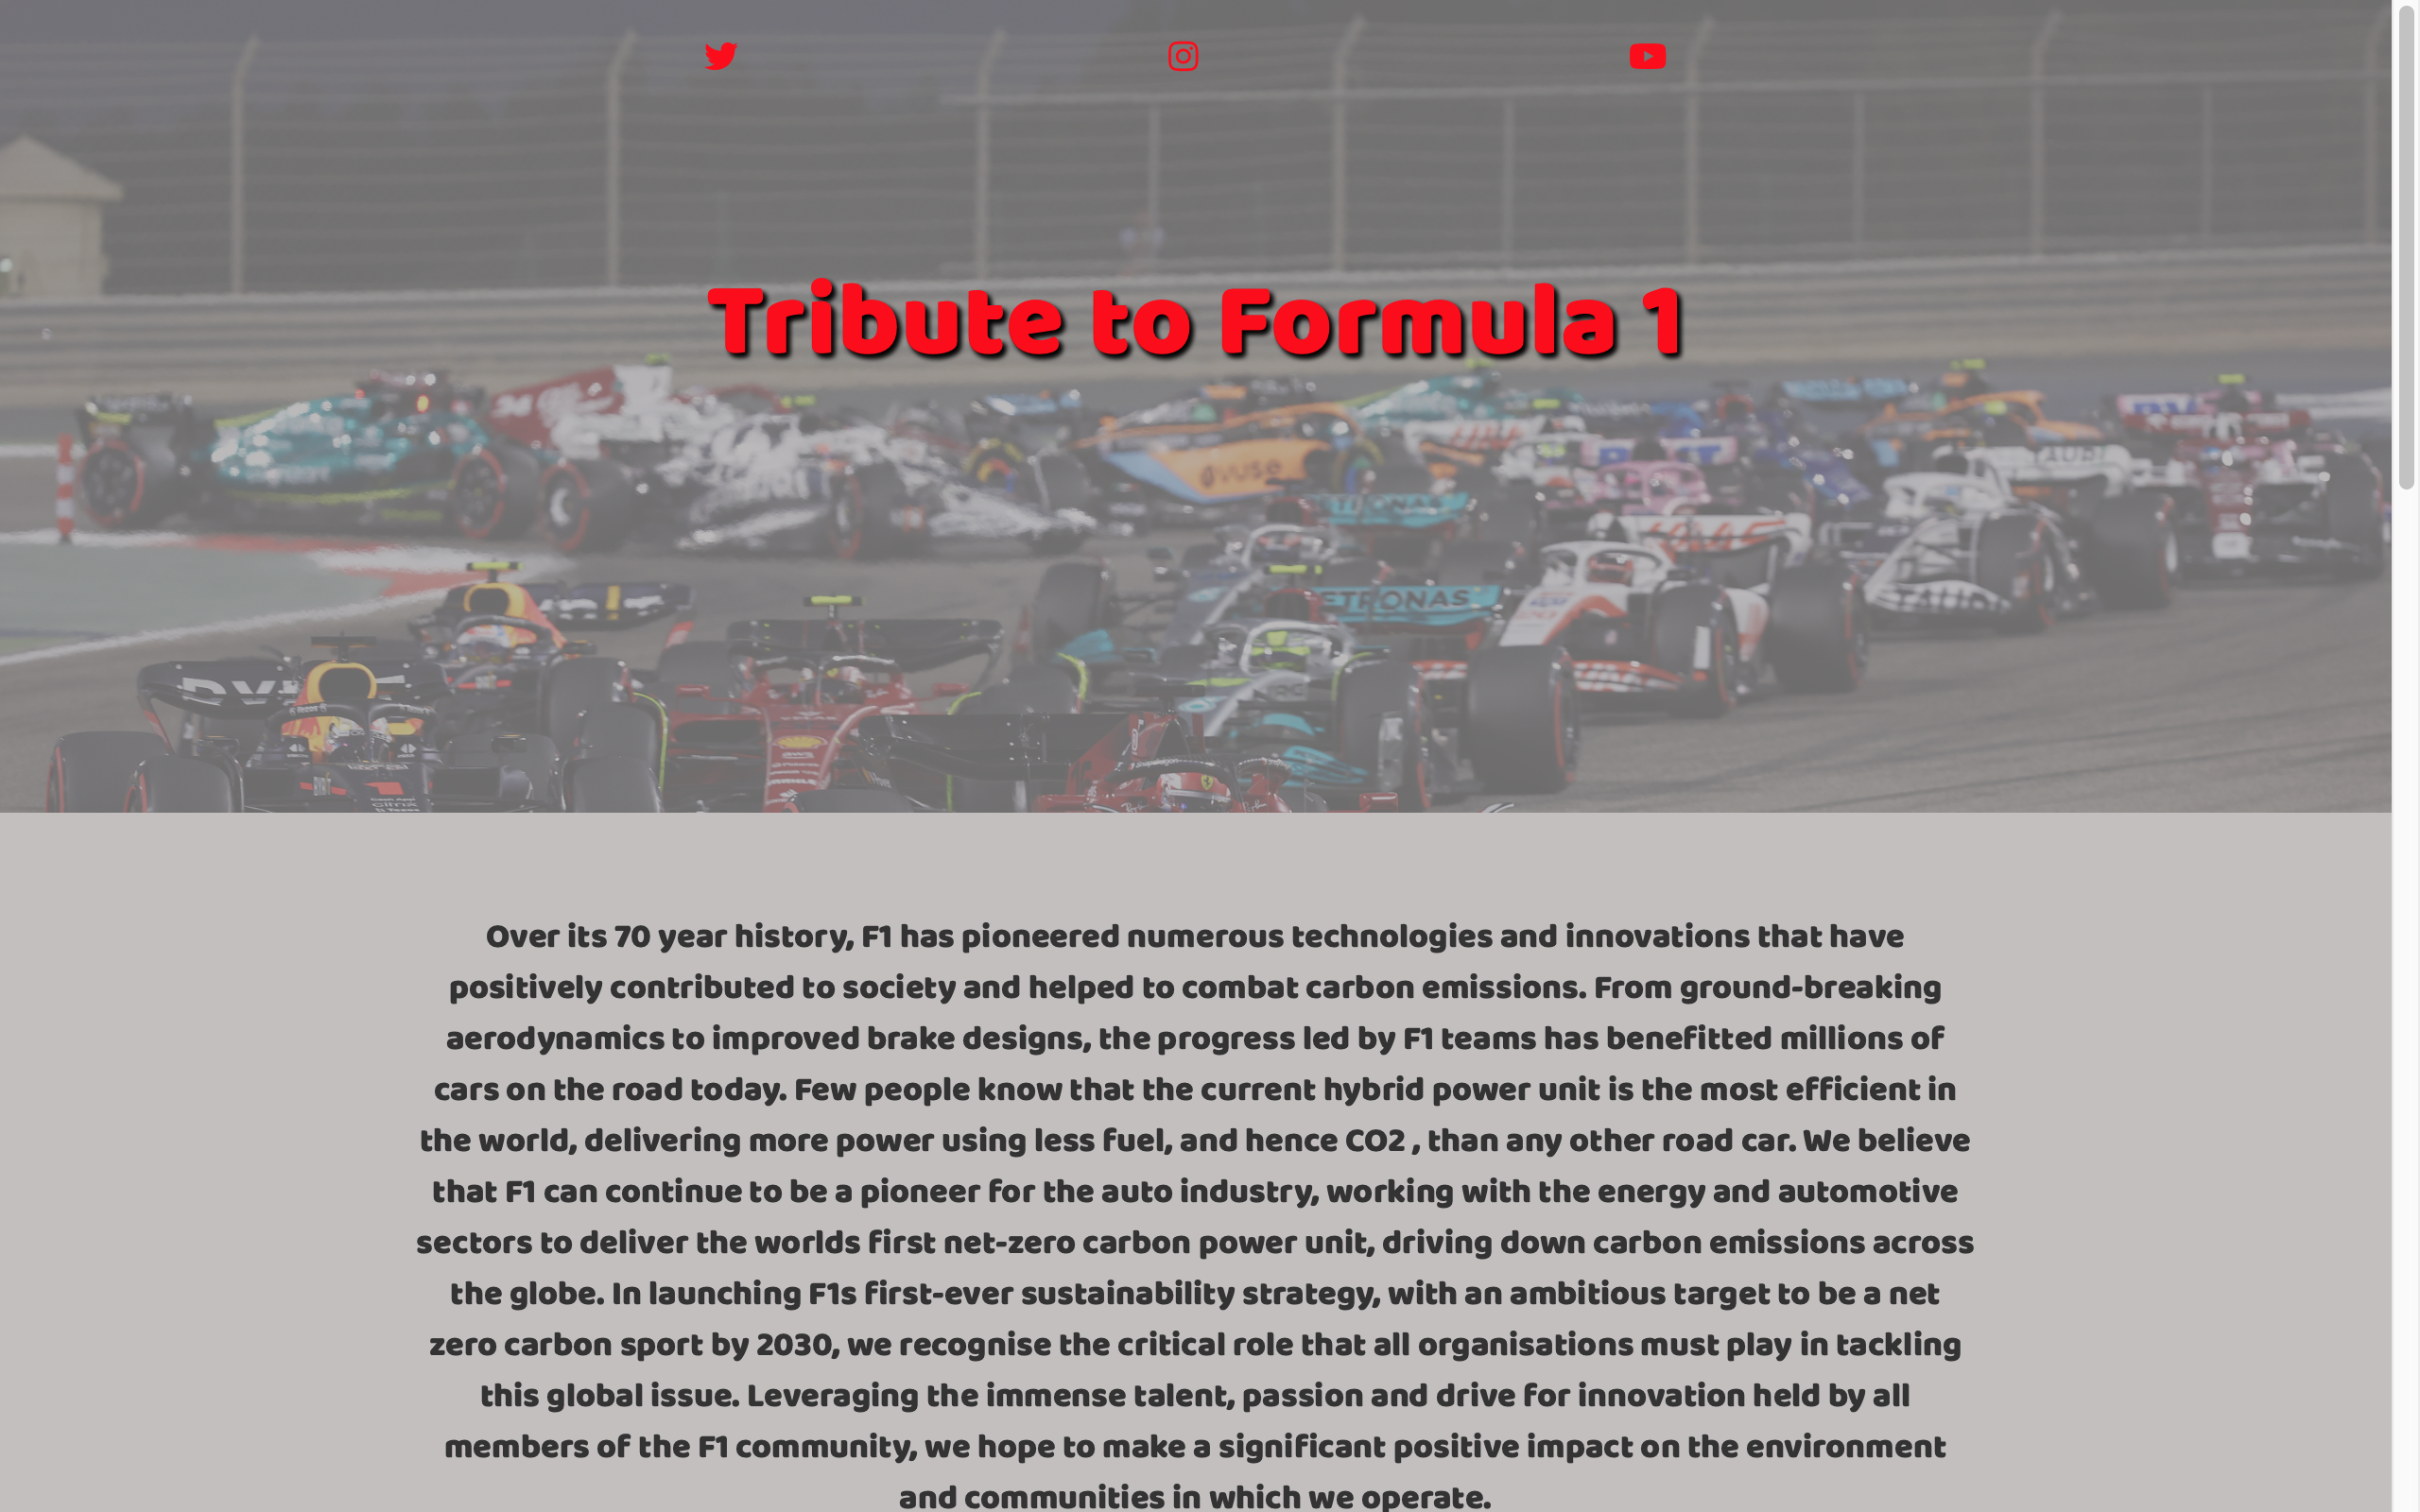 Tribute to Formula 1
vuse
AUBI
PETRONAS
ETRONAS
HAAS
Over its 70 year history, F1 has pioneered numerous technologies and innovations that have
positively contributed to society and helped to combat carbon emissions. From ground-breaking
aerodynamics to improved brake designs, the progress led by F1 teams has benefitted millions of
cars on the road today. Few people know that the current hybrid power unit is the most efficient in
the world, delivering more power using less fuel, and hence CO2 , than any other road car. We believe
that F1 can continue to be a pioneer for the auto industry, working with the energy and automotive
sectors to deliver the worlds first net-zero carbon power unit, driving down carbon emissions across
the globe. In launching F1s first-ever sustainability strategy, with an ambitious target to be a net
zero carbon sport by 2030, we recognise the critical role that all organisations must play in tackling
this global issue. Leveraging the immense talent, passion and drive for innovation held by all
members of the F1 community, we hope to make a significant positive impact on the environment
and communities in which we operate.